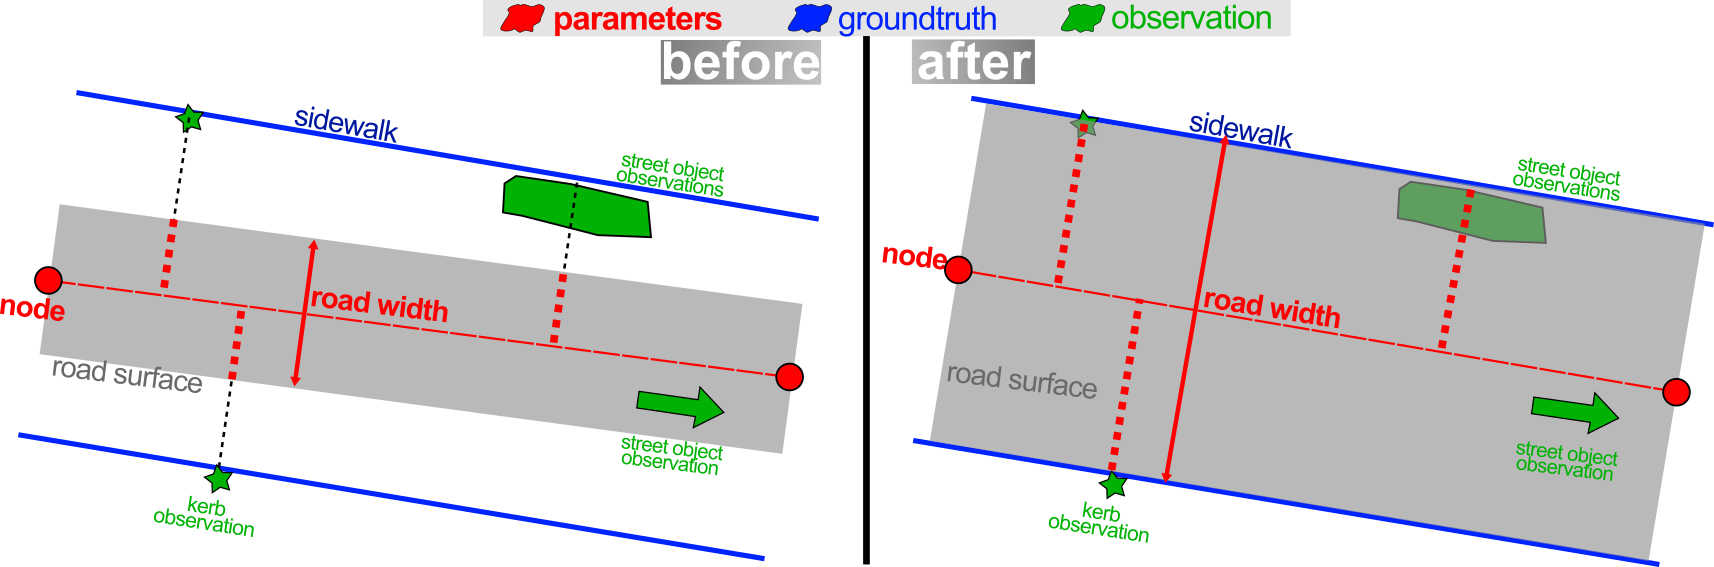 parameters
groundtruth
observation
before
after
sidewalk
street object
observations
node
road width
road surface
street object
observation
kerb
observation
sidewalk
street object
observations
node
road width
road surface
street object
observation
kerb
observation